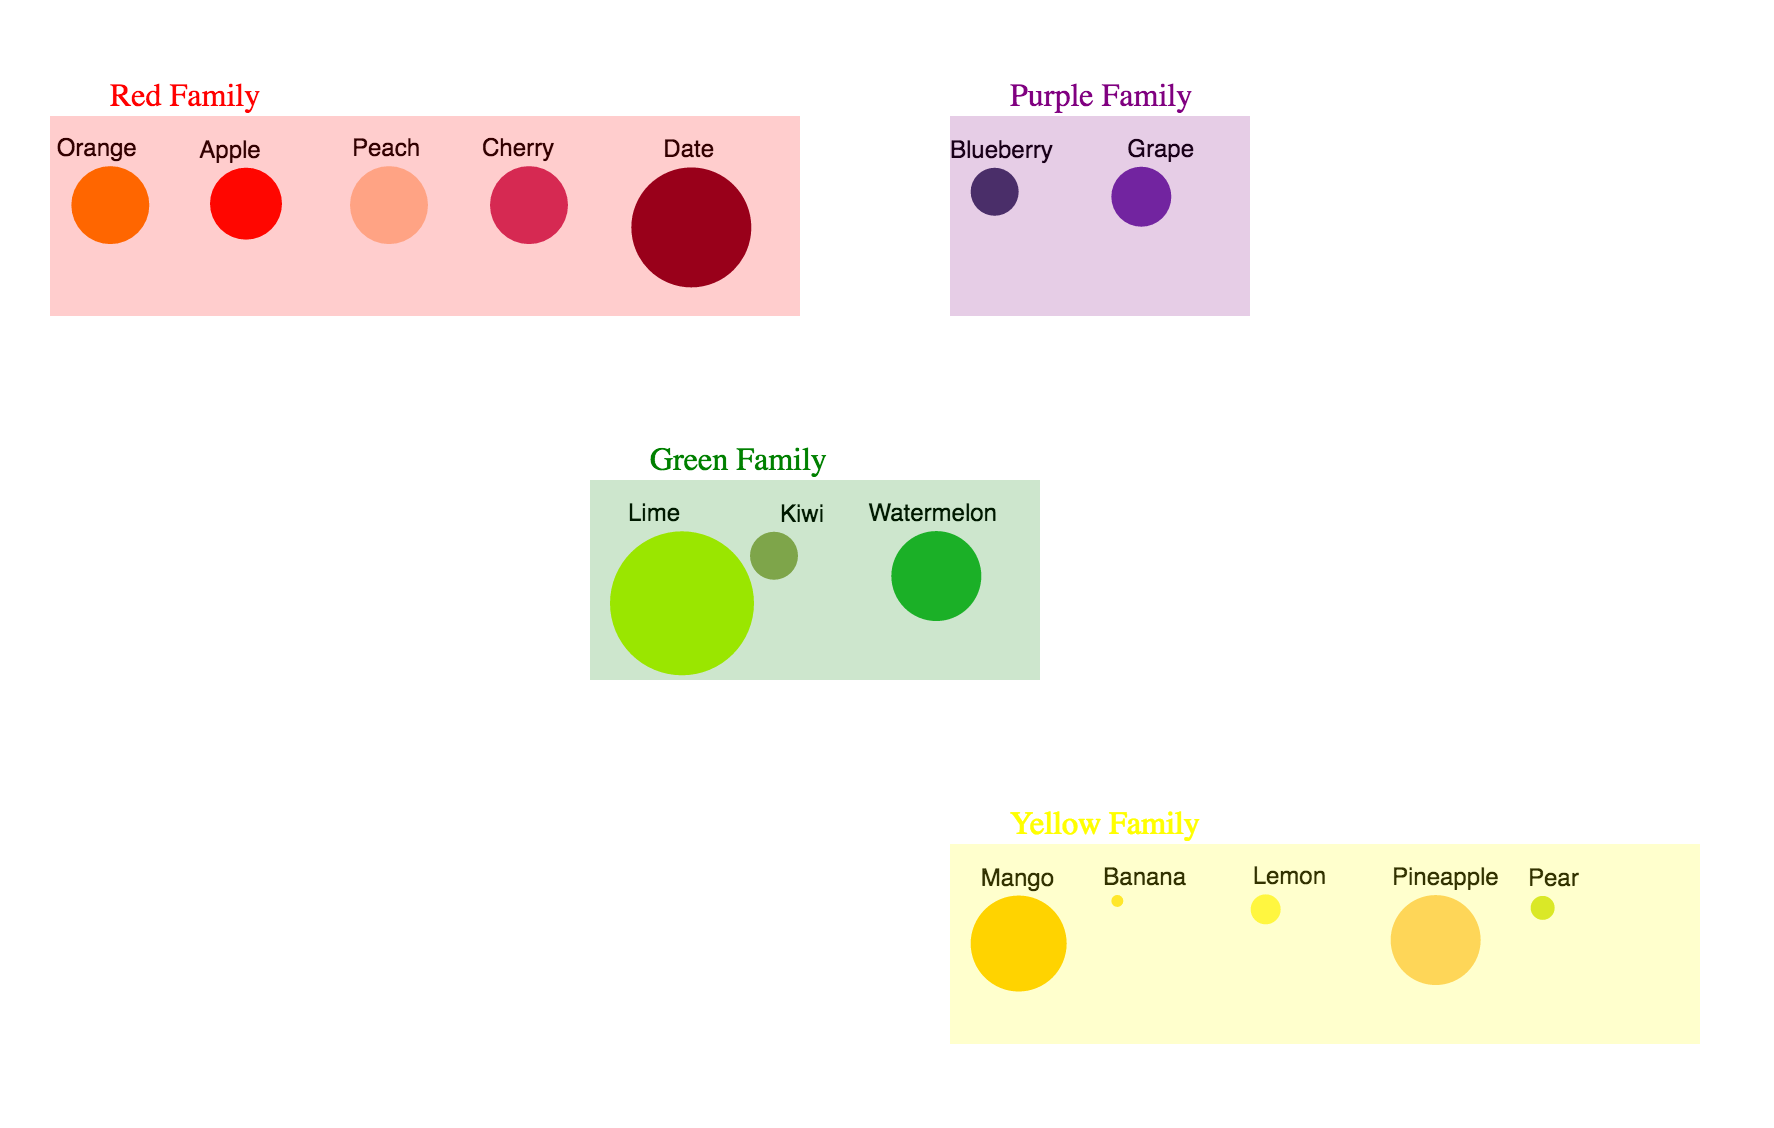 Red Family
Orange
Apple
Peach
Cherry
Date
Purple Family
Blueberry
Grape
Green Family
Lime
Kiwi
Watermelon
Yellow Family
Mango
Banana
Lemon
Pineapple
Pear